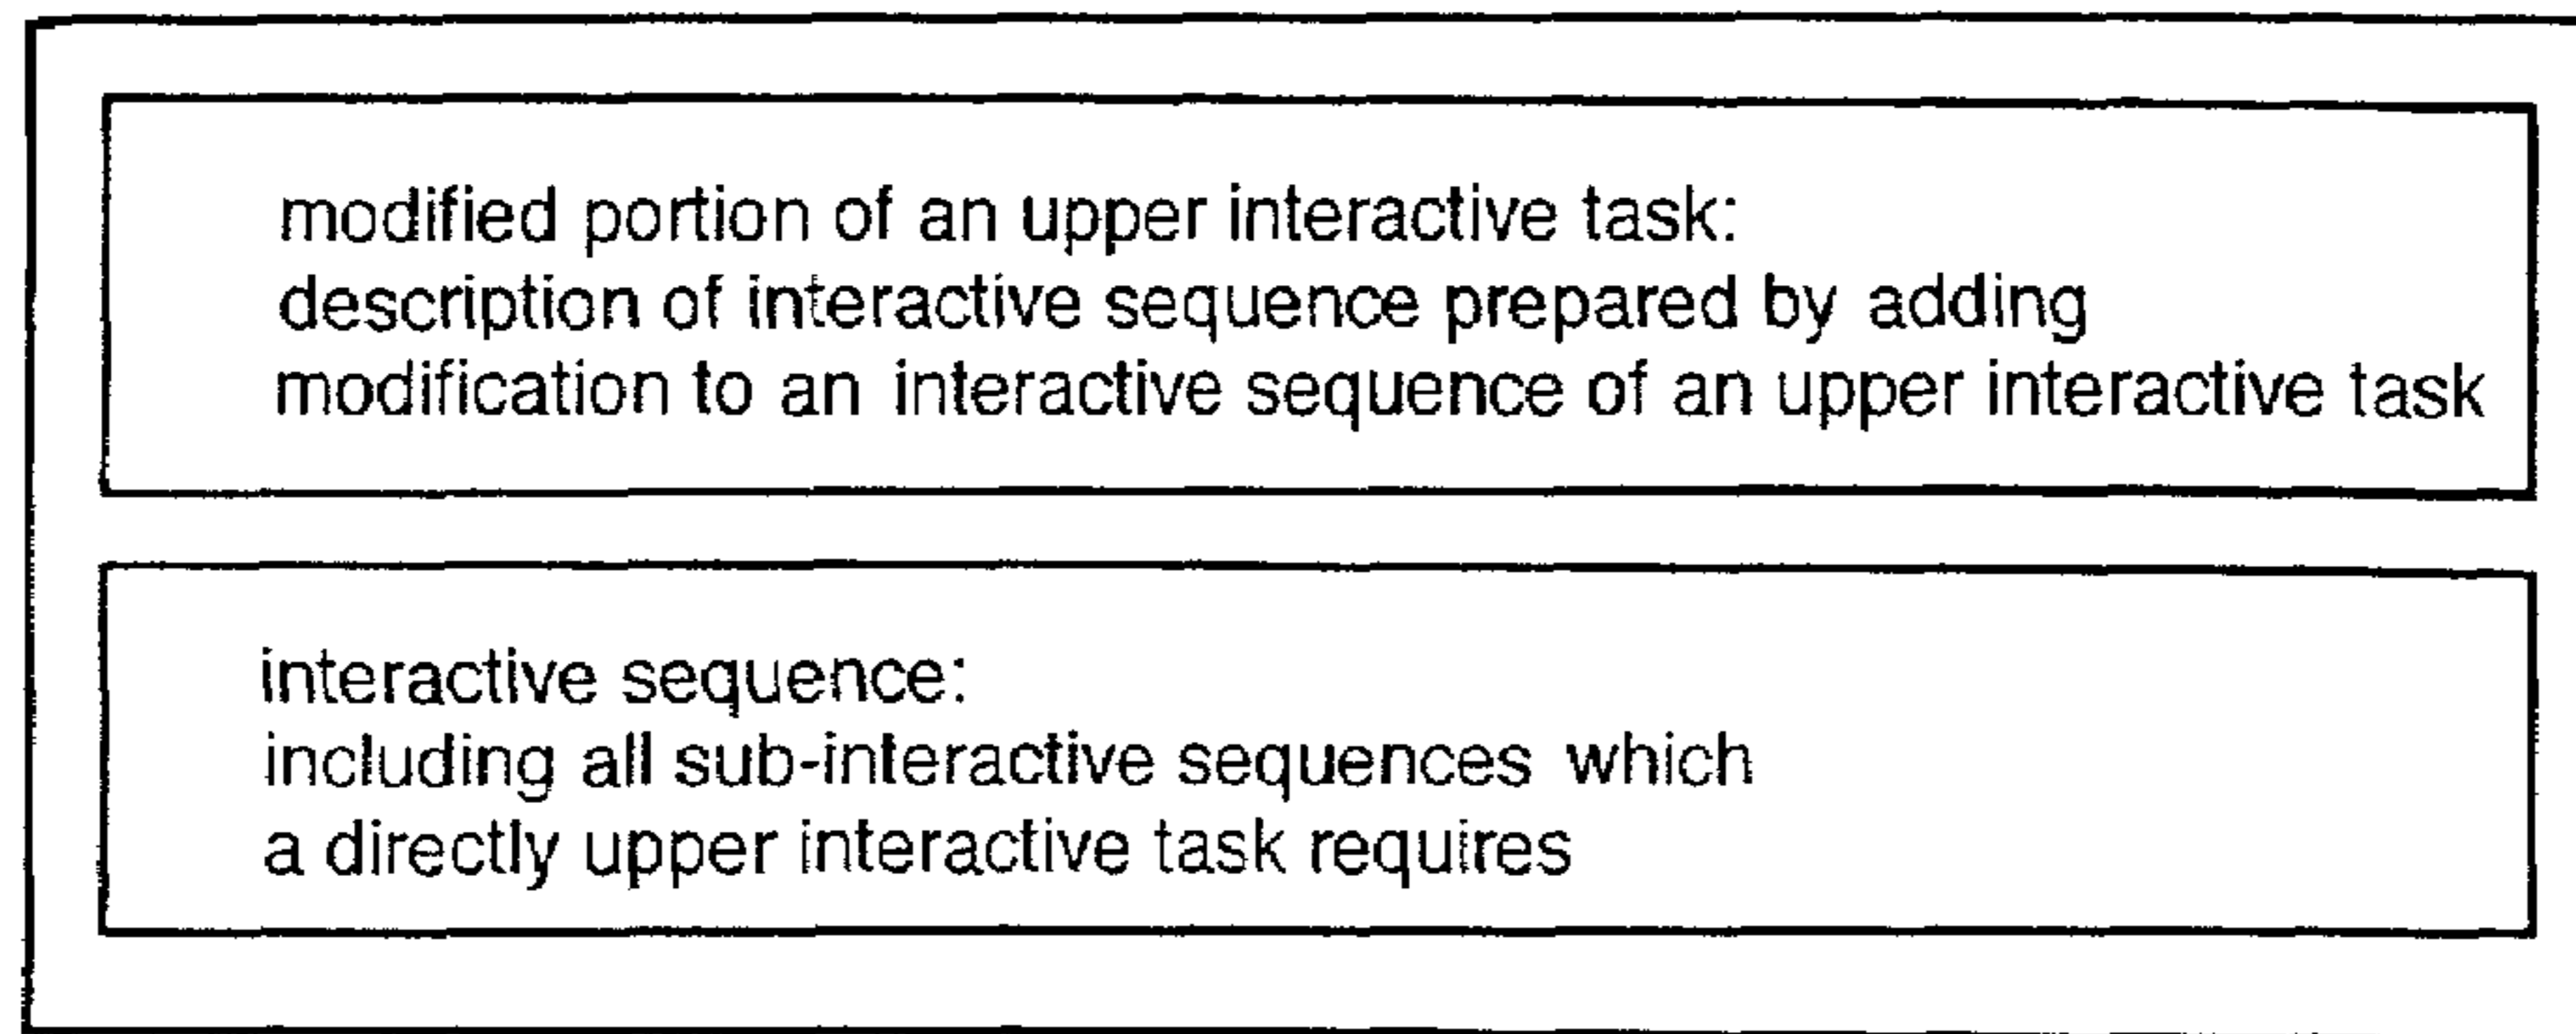 modified portion of an upper interactive task:
description of interactive sequence prepared by adding
modification to an interactive sequence of an upper interactive task
interactive sequence:
including all sub-interactive sequences which
a directly upper interactive task requires